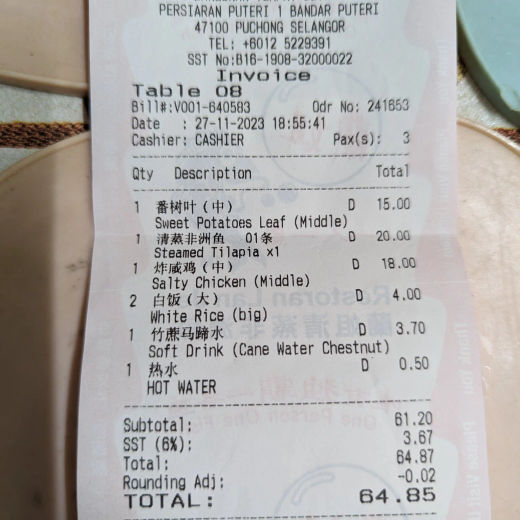 PERSIARAN PUTERI 1 BANDAR PUTERI
47100 PUCHONG SELANGOR
TEL: +6012 5229391
SST No:B16-1908-32000022
Invoice
Table 08
Bill#:V001-640583 Odr No: 241653
Date : 27-11-2023 18:55:41
Cashier: CASHIER Pax(s): 3
Qty Description Total
1 番树叶(中) D 15.00
Sweet Potatoes Leaf (Middle)
1 清蒸非洲鱼 01条 D 20.00
Steamed Tilapia x1
1 炸咸鸡(中) D 18.00
Salty Chicken (Middle)
2 白饭(大) D 4.00
White Rice (big)
1 竹蔗马蹄水 D 3.70
Soft Drink (Cane Water Chestnut)
1 热水 D 0.50
HOT WATER
Subtotal: 61.20
SST (6%): 3.67
Total: 64.87
Rounding Adj: -0.02
TOTAL: 64.85